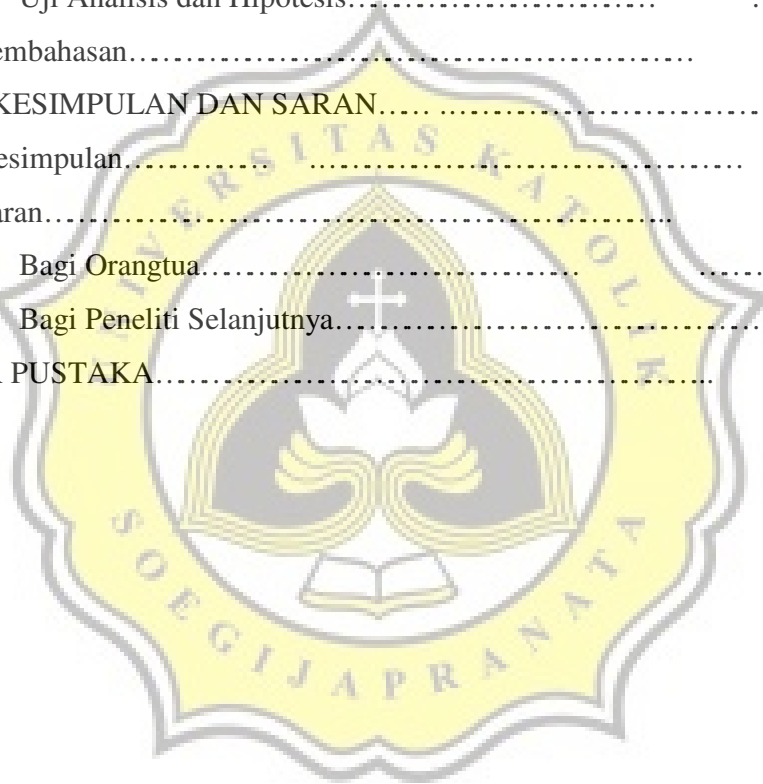 Uji Analisis dan Hipotesis……………………………
embahasan…………………………………………………
KESIMPULAN DAN SARAN…… ……………………………
esimpulan…………… ………………………………………
aran………………………………………………………..
Bagi Orangtua…………………………………… ……
Bagi Peneliti Selanjutnya……………………………………
PUSTAKA…………………………………………………..
UNIVERSITAS KATOLIK
SOEGIJAPRANATA